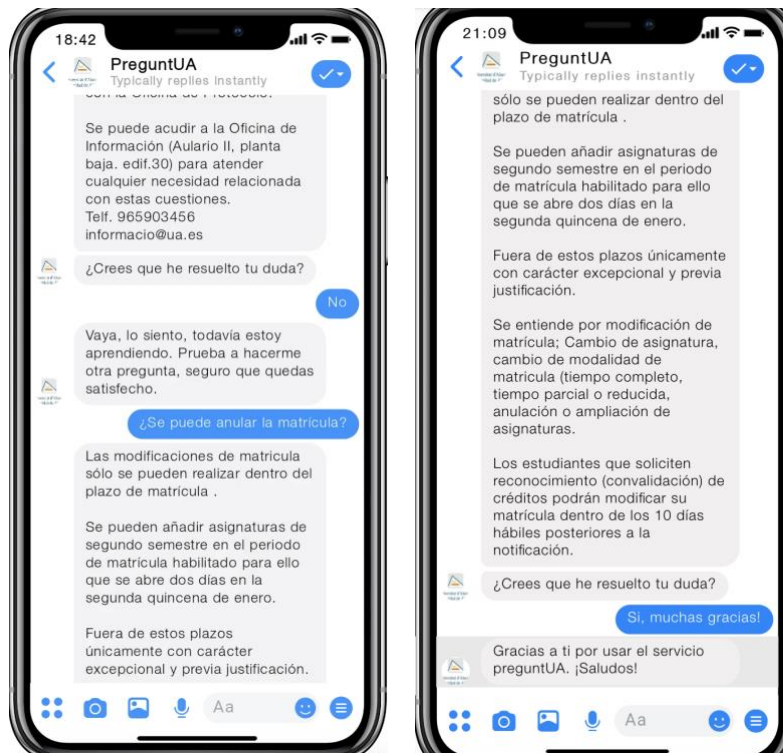 18:42
PreguntUA
Typically replies instantly
con la Oficina de Protocolo.
Se puede acudir a la Oficina de
Información (Aulario II, planta
baja. edif.30) para atender
cualquier necesidad relacionada
con estas cuestiones.
Telf. 965903456
informacio@ua.es
¿Crees que he resuelto tu duda?
No
Vaya, lo siento, todavía estoy
aprendiendo. Prueba a hacerme
otra pregunta, seguro que quedas
satisfecho.
¿Se puede anular la matrícula?
Las modificaciones de matricula
sólo se pueden realizar dentro del
plazo de matrícula .
Se pueden añadir asignaturas de
segundo semestre en el periodo
de matrícula habilitado para ello
que se abre dos días en la
segunda quincena de enero.
Fuera de estos plazos
únicamente con carácter
excepcional y previa justificación.
Aa
21:09
PreguntUA
Typically replies instantly
sólo se pueden realizar dentro del
plazo de matrícula .
Se pueden añadir asignaturas de
segundo semestre en el periodo
de matrícula habilitado para ello
que se abre dos días en la
segunda quincena de enero.
Fuera de estos plazos únicamente
con carácter excepcional y previa
justificación.
Se entiende por modificación de
matrícula; Cambio de asignatura,
cambio de modalidad de
matricula (tiempo completo,
tiempo parcial o reducida,
anulación o ampliación de
asignaturas.
Los estudiantes que soliciten
reconocimiento (convalidación) de
créditos podrán modificar su
matrícula dentro de los 10 días
hábiles posteriores a la
notificación.
¿Crees que he resuelto tu duda?
Si, muchas gracias!
Gracias a ti por usar el servicio
preguntUA. ¡Saludos!
Aa